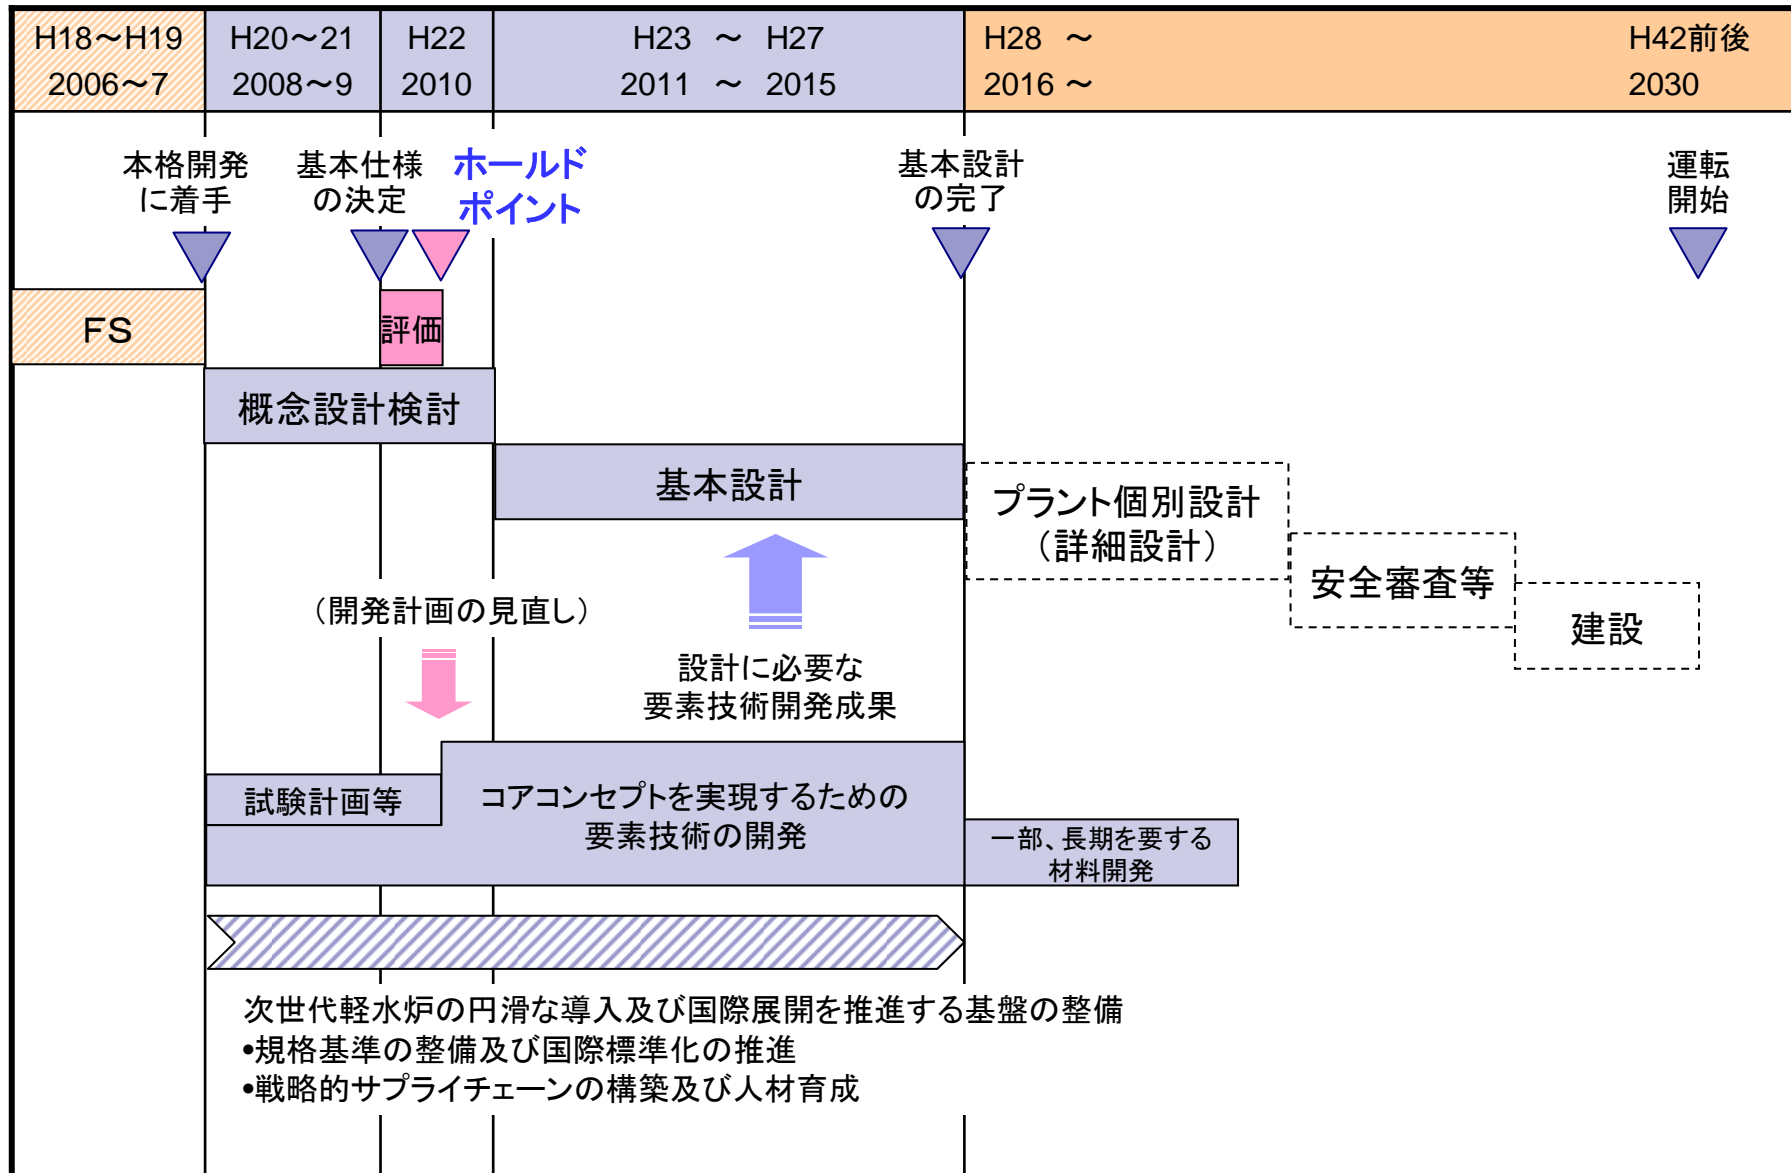 H18～H19
2006～7
H20～21
2008～9
H22
2010
H23 ～ H27
2011 ～ 2015
H28 ～
2016 ～
H42前後
2030
本格開発
に着手
基本仕様
の決定
ホールド
ポイント
基本設計
の完了
運転
開始
FS
評価
概念設計検討
基本設計
プラント個別設計
（詳細設計）
安全審査等
建設
（開発計画の見直し）
設計に必要な
要素技術開発成果
試験計画等
コアコンセプトを実現するための
要素技術の開発
一部、長期を要する
材料開発
次世代軽水炉の円滑な導入及び国際展開を推進する基盤の整備
•規格基準の整備及び国際標準化の推進
•戦略的サプライチェーンの構築及び人材育成